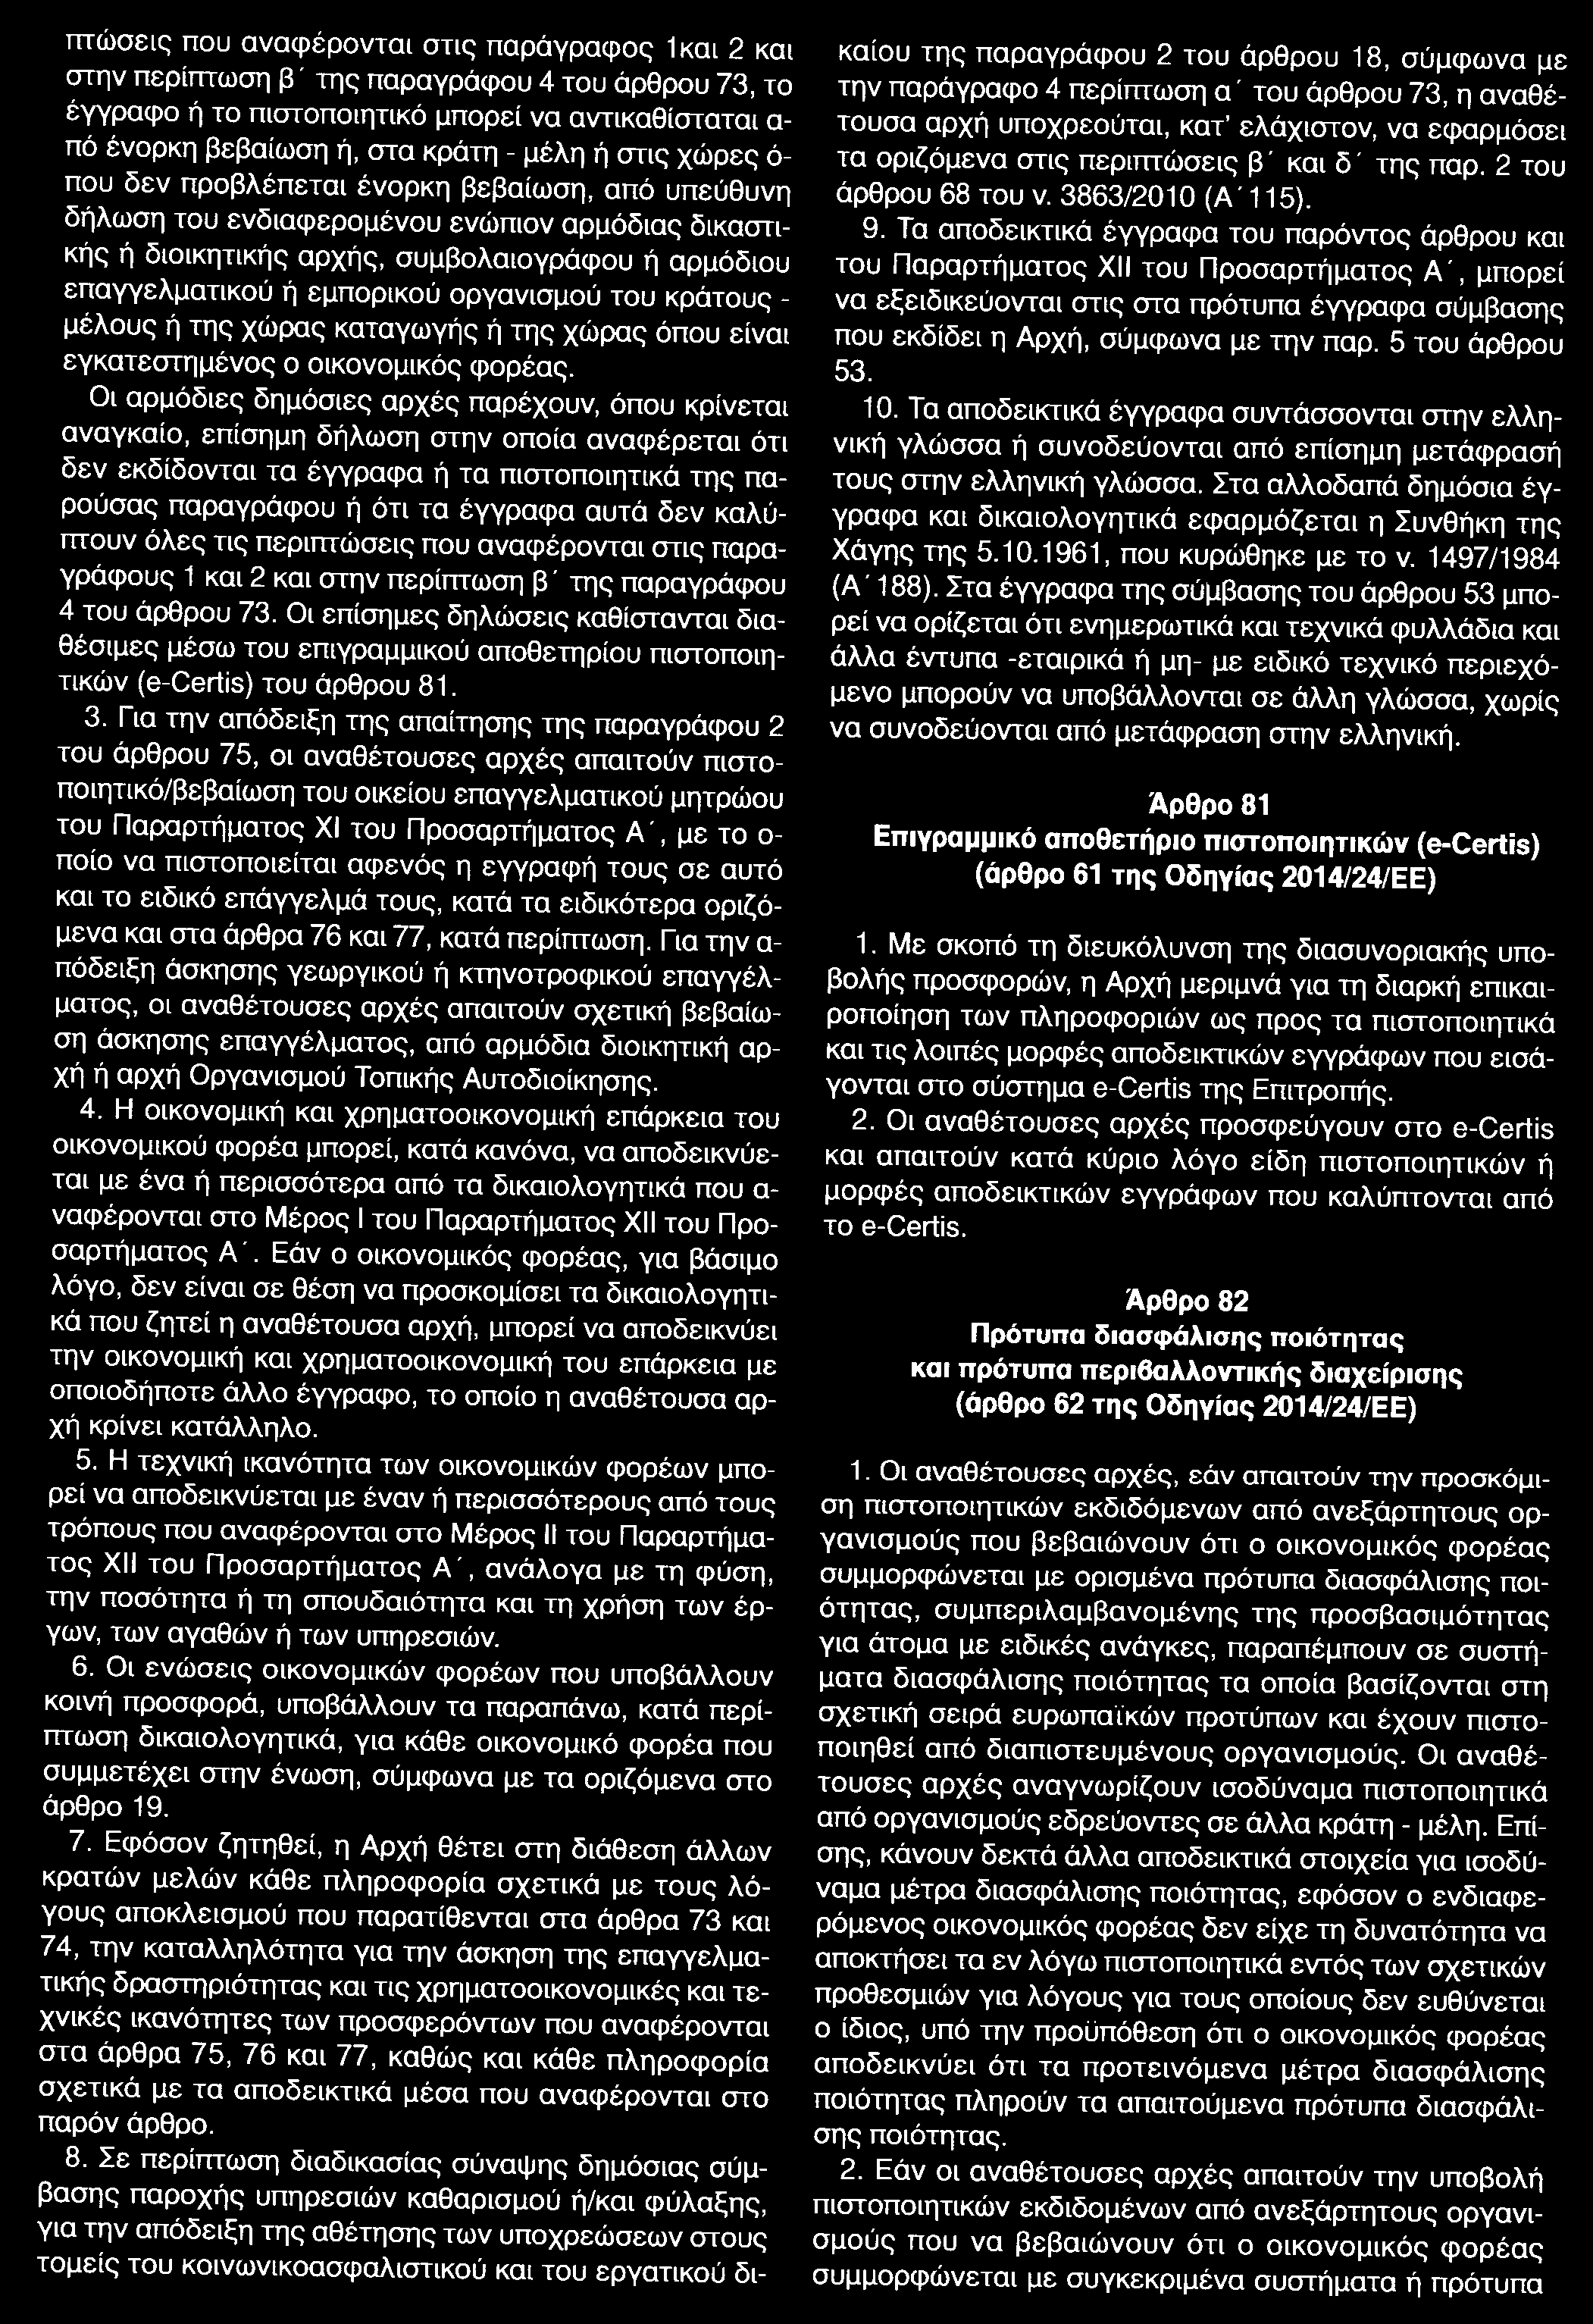 πτώσεις που αναφέρονται στις παράγραφος 1και 2 και
στην περίπτωση β΄ της παραγράφου 4 του άρθρου 73, το
έγγραφο ή το πιστοποιητικό μπορεί να αντικαθίσταται α-
πό ένορκη βεβαίωση ή, στα κράτη - μέλη ή στις χώρες ό-
που δεν προβλέπεται ένορκη βεβαίωση, από υπεύθυνη
δήλωση του ενδιαφερομένου ενώπιον αρμόδιας δικαστι-
κής ή διοικητικής αρχής, συμβολαιογράφου ή αρμόδιου
επαγγελματικού ή εμπορικού οργανισμού του κράτους -
μέλους ή της χώρας καταγωγής ή της χώρας όπου είναι
εγκατεστημένος ο οικονομικός φορέας.
Οι αρμόδιες δημόσιες αρχές παρέχουν, όπου κρίνεται
αναγκαίο, επίσημη δήλωση στην οποία αναφέρεται ότι
δεν εκδίδονται τα έγγραφα ή τα πιστοποιητικά της πα-
ρούσας παραγράφου ή ότι τα έγγραφα αυτά δεν καλύ-
πτουν όλες τις περιπτώσεις που αναφέρονται στις παρα-
γράφους 1 και 2 και στην περίπτωση β΄ της παραγράφου
4 του άρθρου 73. Οι επίσημες δηλώσεις καθίστανται δια-
θέσιμες μέσω του επιγραμμικού αποθετηρίου πιστοποιη-
τικών (e-Certis) του άρθρου 81.
3. Για την απόδειξη της απαίτησης της παραγράφου 2
του άρθρου 75, οι αναθέτουσες αρχές απαιτούν πιστο-
ποιητικό/βεβαίωση του οικείου επαγγελματικού μητρώου
του Παραρτήματος XI του Προσαρτήματος Α΄, με το ο-
ποίο να πιστοποιείται αφενός η εγγραφή τους σε αυτό
και το ειδικό επάγγελμά τους, κατά τα ειδικότερα οριζό-
μενα και στα άρθρα 76 και 77, κατά περίπτωση. Για την α-
πόδειξη άσκησης γεωργικού ή κτηνοτροφικού επαγγέλ-
ματος, οι αναθέτουσες αρχές απαιτούν σχετική βεβαίω-
ση άσκησης επαγγέλματος, από αρμόδια διοικητική αρ-
χή ή αρχή Οργανισμού Τοπικής Αυτοδιοίκησης.
4. Η οικονομική και χρηματοοικονομική επάρκεια του
οικονομικού φορέα μπορεί, κατά κανόνα, να αποδεικνύε-
ται με ένα ή περισσότερα από τα δικαιολογητικά που α-
ναφέρονται στο Μέρος Ι του Παραρτήματος XII του Προ-
σαρτήματος Α΄. Εάν ο οικονομικός φορέας, για βάσιμο
λόγο, δεν είναι σε θέση να προσκομίσει τα δικαιολογητι-
κά που ζητεί η αναθέτουσα αρχή, μπορεί να αποδεικνύει
την οικονομική και χρηματοοικονομική του επάρκεια με
οποιοδήποτε άλλο έγγραφο, το οποίο η αναθέτουσα αρ-
χή κρίνει κατάλληλο.
5. Η τεχνική ικανότητα των οικονομικών φορέων μπο-
ρεί να αποδεικνύεται με έναν ή περισσότερους από τους
τρόπους που αναφέρονται στο Μέρος II του Παραρτήμα-
τος XII του Προσαρτήματος Α΄, ανάλογα με τη φύση,
την ποσότητα ή τη σπουδαιότητα και τη χρήση των έρ-
γων, των αγαθών ή των υπηρεσιών.
6. Οι ενώσεις οικονομικών φορέων που υποβάλλουν
κοινή προσφορά, υποβάλλουν τα παραπάνω, κατά περί-
πτωση δικαιολογητικά, για κάθε οικονομικό φορέα που
συμμετέχει στην ένωση, σύμφωνα με τα οριζόμενα στο
άρθρο 19.
7. Εφόσον ζητηθεί, η Αρχή θέτει στη διάθεση άλλων
κρατών μελών κάθε πληροφορία σχετικά με τους λό-
γους αποκλεισμού που παρατίθενται στα άρθρα 73 και
74, την καταλληλότητα για την άσκηση της επαγγελμα-
τικής δραστηριότητας και τις χρηματοοικονομικές και τε-
χνικές ικανότητες των προσφερόντων που αναφέρονται
στα άρθρα 75, 76 και 77, καθώς και κάθε πληροφορία
σχετικά με τα αποδεικτικά μέσα που αναφέρονται στο
παρόν άρθρο.
8. Σε περίπτωση διαδικασίας σύναψης δημόσιας σύμ-
βασης παροχής υπηρεσιών καθαρισμού ή/και φύλαξης,
για την απόδειξη της αθέτησης των υποχρεώσεων στους
τομείς του κοινωνικοασφαλιστικού και του εργατικού δι-
καίου της παραγράφου 2 του άρθρου 18, σύμφωνα με
την παράγραφο 4 περίπτωση α΄ του άρθρου 73, η αναθέ-
τουσα αρχή υποχρεούται, κατ' ελάχιστον, να εφαρμόσει
τα οριζόμενα στις περιπτώσεις β΄ και δ΄ της παρ. 2 του
άρθρου 68 του ν. 3863/2010 (Α΄115).
9. Τα αποδεικτικά έγγραφα του παρόντος άρθρου και
του Παραρτήματος XII του Προσαρτήματος Α΄, μπορεί
να εξειδικεύονται στις στα πρότυπα έγγραφα σύμβασης
που εκδίδει η Αρχή, σύμφωνα με την παρ. 5 του άρθρου
53.
10. Τα αποδεικτικά έγγραφα συντάσσονται στην ελλη-
νική γλώσσα ή συνοδεύονται από επίσημη μετάφρασή
τους στην ελληνική γλώσσα. Στα αλλοδαπά δημόσια έγ-
γραφα και δικαιολογητικά εφαρμόζεται η Συνθήκη της
Χάγης της 5.10.1961, που κυρώθηκε με το ν. 1497/1984
(Α΄188). Στα έγγραφα της σύμβασης του άρθρου 53 μπο-
ρεί να ορίζεται ότι ενημερωτικά και τεχνικά φυλλάδια και
άλλα έντυπα -εταιρικά ή μη- με ειδικό τεχνικό περιεχό-
μενο μπορούν να υποβάλλονται σε άλλη γλώσσα, χωρίς
να συνοδεύονται από μετάφραση στην ελληνική.
Άρθρο 81
Επιγραμμικό αποθετήριο πιστοποιητικών (e-Certis)
(άρθρο 61 της Οδηγίας 2014/24/ΕΕ)
1. Με σκοπό τη διευκόλυνση της διασυνοριακής υπο-
βολής προσφορών, η Αρχή μεριμνά για τη διαρκή επικαι-
ροποίηση των πληροφοριών ως προς τα πιστοποιητικά
και τις λοιπές μορφές αποδεικτικών εγγράφων που εισά-
γονται στο σύστημα e-Certis της Επιτροπής.
2. Οι αναθέτουσες αρχές προσφεύγουν στο e-Certis
και απαιτούν κατά κύριο λόγο είδη πιστοποιητικών ή
μορφές αποδεικτικών εγγράφων που καλύπτονται από
το e-Certis.
Άρθρο 82
Πρότυπα διασφάλισης ποιότητας
και πρότυπα περιβαλλοντικής διαχείρισης
(άρθρο 62 της Οδηγίας 2014/24/ΕΕ)
1. Οι αναθέτουσες αρχές, εάν απαιτούν την προσκόμι-
ση πιστοποιητικών εκδιδόμενων από ανεξάρτητους ορ-
γανισμούς που βεβαιώνουν ότι ο οικονομικός φορέας
συμμορφώνεται με ορισμένα πρότυπα διασφάλισης ποι-
ότητας, συμπεριλαμβανομένης της προσβασιμότητας
για άτομα με ειδικές ανάγκες, παραπέμπουν σε συστή-
ματα διασφάλισης ποιότητας τα οποία βασίζονται στη
σχετική σειρά ευρωπαϊκών προτύπων και έχουν πιστο-
ποιηθεί από διαπιστευμένους οργανισμούς. Οι αναθέ-
τουσες αρχές αναγνωρίζουν ισοδύναμα πιστοποιητικά
από οργανισμούς εδρεύοντες σε άλλα κράτη - μέλη. Επί-
σης, κάνουν δεκτά άλλα αποδεικτικά στοιχεία για ισοδύ-
ναμα μέτρα διασφάλισης ποιότητας, εφόσον ο ενδιαφε-
ρόμενος οικονομικός φορέας δεν είχε τη δυνατότητα να
αποκτήσει τα εν λόγω πιστοποιητικά εντός των σχετικών
προθεσμιών για λόγους για τους οποίους δεν ευθύνεται
ο ίδιος, υπό την προϋπόθεση ότι ο οικονομικός φορέας
αποδεικνύει ότι τα προτεινόμενα μέτρα διασφάλισης
ποιότητας πληρούν τα απαιτούμενα πρότυπα διασφάλι-
σης ποιότητας.
2. Εάν οι αναθέτουσες αρχές απαιτούν την υποβολή
πιστοποιητικών εκδιδομένων από ανεξάρτητους οργανι-
σμούς που να βεβαιώνουν ότι ο οικονομικός φορέας
συμμορφώνεται με συγκεκριμένα συστήματα ή πρότυπα